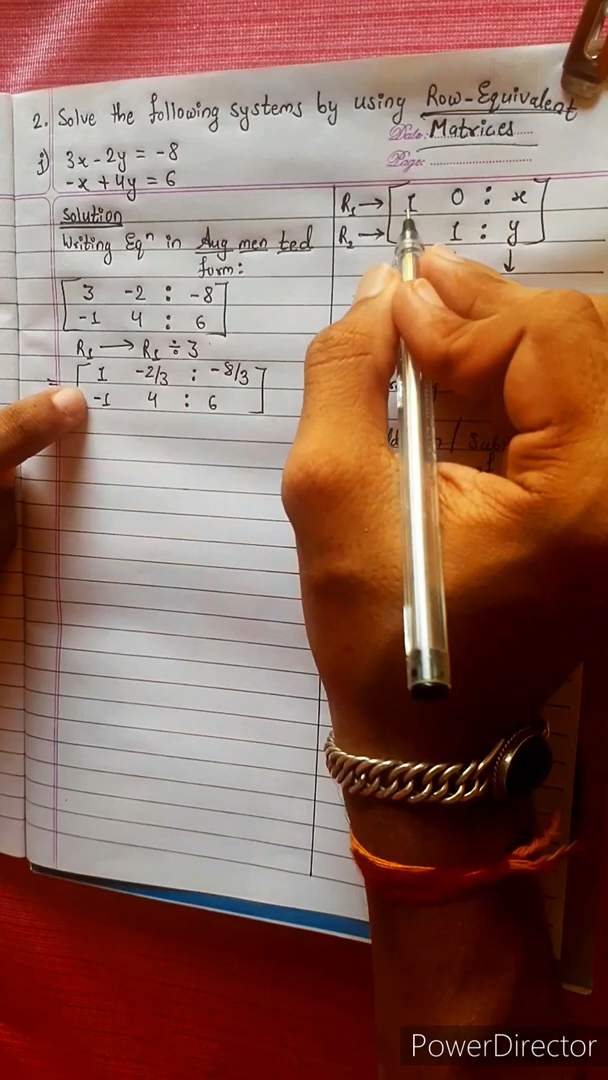 2. Solve the following systems by using Row-Equivalent
Date: Matrices
Page:
i) 3x - 2y = -8
-x + 4y = 6
Solution
Writing Eqⁿ in Augmented
form:
[ 3 -2 : -8 ]
[ -1 4 : 6 ]
R₁ → R₁ ÷ 3
= [ 1 -2/3 : -8/3 ]
[ -1 4 : 6 ]
R₁ → [ 1 0 : x ]
R₂ → [ 1 : y ]
↓
PowerDirector